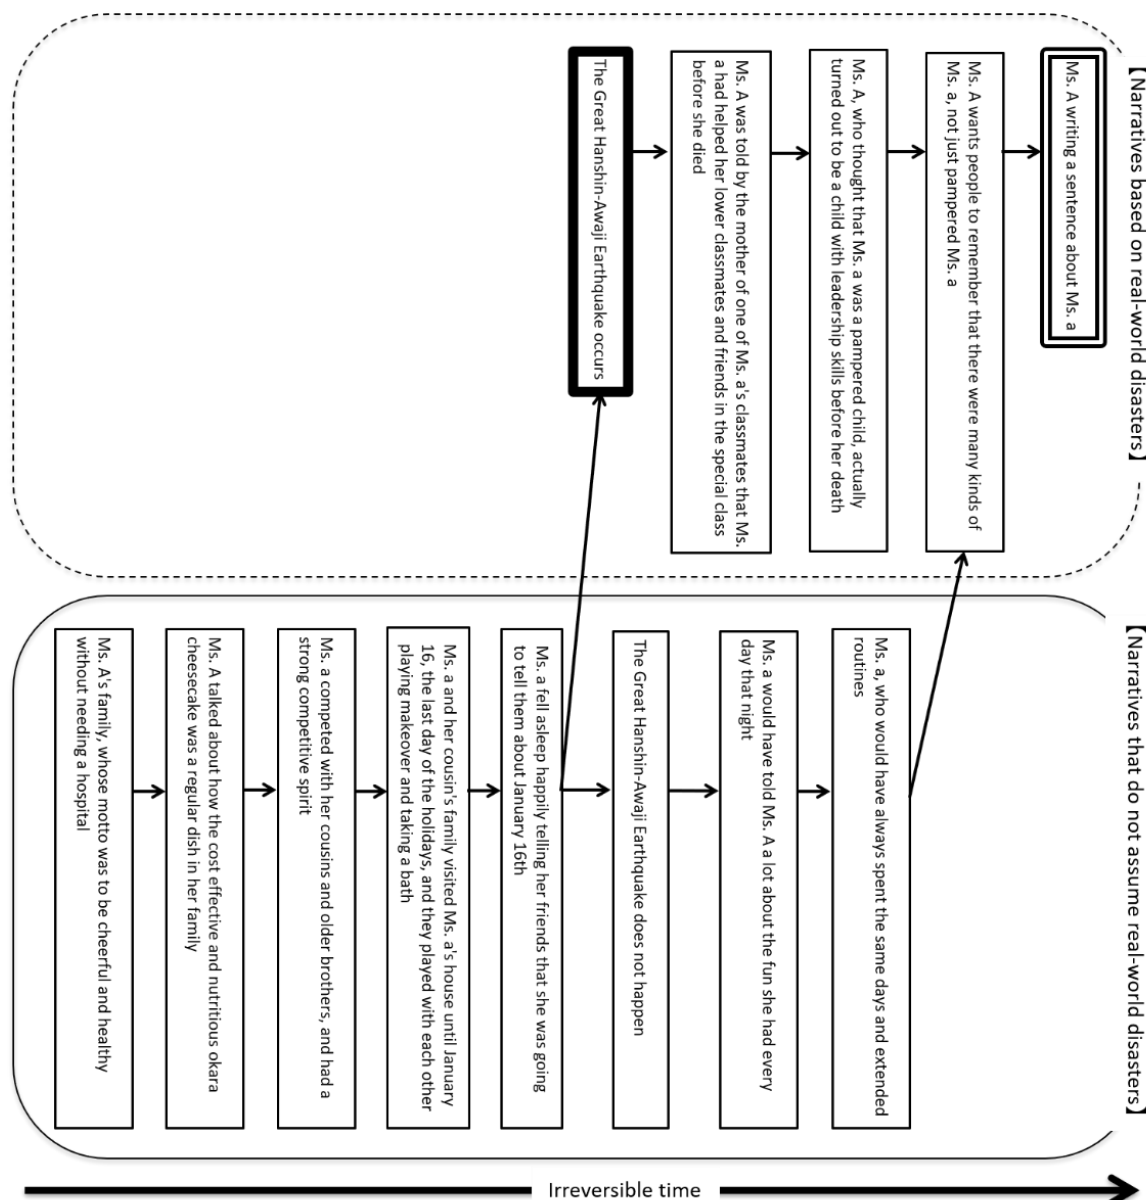 【Narratives based on real-world disasters】
Ms. A writing a sentence about Ms. a
Ms. A wants people to remember that there were many kinds of
Ms. a, not just pampered Ms. a
Ms. A, who thought that Ms. a was a pampered child, actually
turned out to be a child with leadership skills before her death
Ms. A was told by the mother of one of Ms. a's classmates that Ms.
a had helped her lower classmates and friends in the special class
before she died
The Great Hanshin-Awaji Earthquake occurs
【Narratives that do not assume real-world disasters】
Ms. a, who would have always spent the same days and extended
routines
Ms. a would have told Ms. A a lot about the fun she had every
day that night
The Great Hanshin-Awaji Earthquake does not happen
Ms. a fell asleep happily telling her friends that she was going
to tell them about January 16th
Ms. a and her cousin's family visited Ms. a's house until January
16, the last day of the holidays, and they played with each other
playing makeover and taking a bath
Ms. a competed with her cousins and older brothers, and had a
strong competitive spirit
Ms. A talked about how the cost effective and nutritious okara
cheesecake was a regular dish in her family
Ms. A's family, whose motto was to be cheerful and healthy
without needing a hospital
Irreversible time